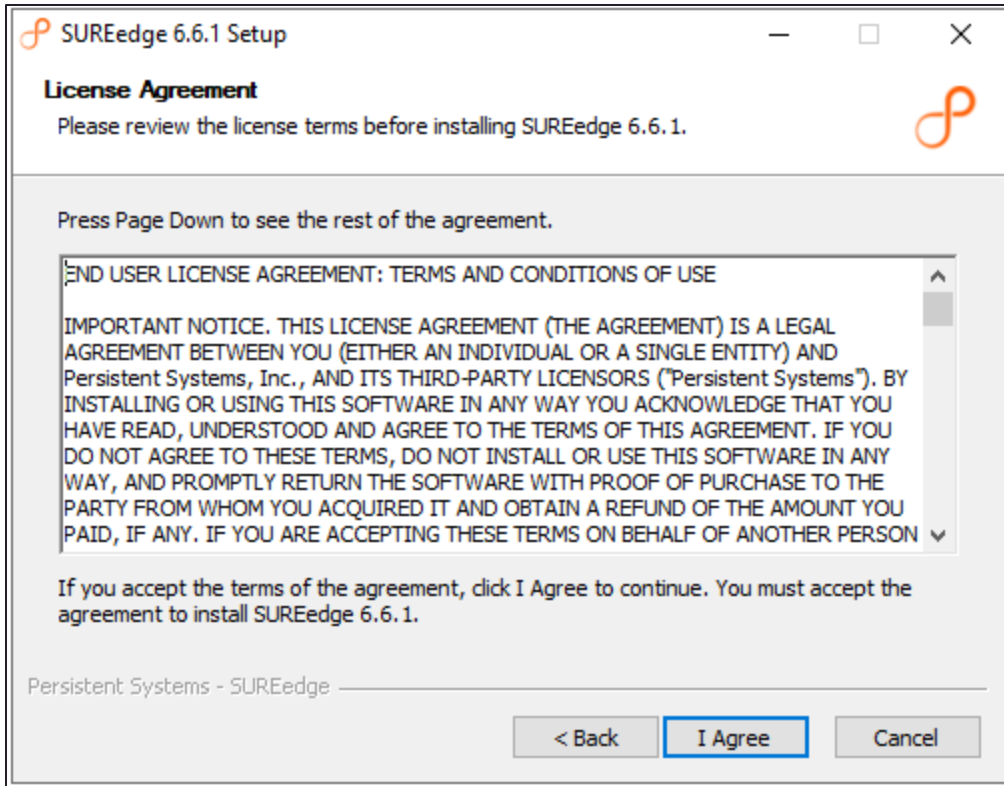 SUREedge 6.6.1 Setup
License Agreement
Please review the license terms before installing SUREedge 6.6.1.
Press Page Down to see the rest of the agreement.
END USER LICENSE AGREEMENT: TERMS AND CONDITIONS OF USE
IMPORTANT NOTICE. THIS LICENSE AGREEMENT (THE AGREEMENT) IS A LEGAL
AGREEMENT BETWEEN YOU (EITHER AN INDIVIDUAL OR A SINGLE ENTITY) AND
Persistent Systems, Inc., AND ITS THIRD-PARTY LICENSORS ("Persistent Systems"). BY
INSTALLING OR USING THIS SOFTWARE IN ANY WAY YOU ACKNOWLEDGE THAT YOU
HAVE READ, UNDERSTOOD AND AGREE TO THE TERMS OF THIS AGREEMENT. IF YOU
DO NOT AGREE TO THESE TERMS, DO NOT INSTALL OR USE THIS SOFTWARE IN ANY
WAY, AND PROMPTLY RETURN THE SOFTWARE WITH PROOF OF PURCHASE TO THE
PARTY FROM WHOM YOU ACQUIRED IT AND OBTAIN A REFUND OF THE AMOUNT YOU
PAID, IF ANY. IF YOU ARE ACCEPTING THESE TERMS ON BEHALF OF ANOTHER PERSON
If you accept the terms of the agreement, click I Agree to continue. You must accept the
agreement to install SUREedge 6.6.1.
Persistent Systems - SUREedge
< Back I Agree Cancel